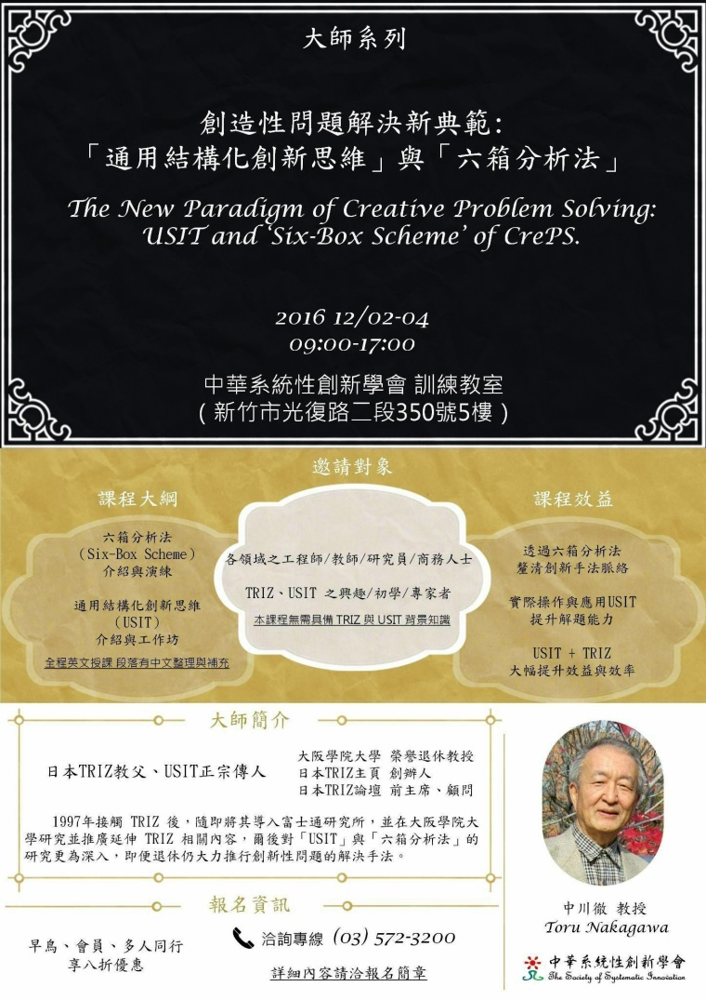 大師系列
創造性問題解決新典範:
「通用結構化創新思維」與「六箱分析法」
The New Paradigm of Creative Problem Solving:
USIT and ‘Six-Box Scheme’ of CrePS.
2016 12/02-04
09:00-17:00
中華系統性創新學會 訓練教室
( 新竹市光復路二段350號5樓 )
課程大綱
六箱分析法
(Six-Box Scheme)
介紹與演練
通用結構化創新思維
(USIT)
介紹與工作坊
全程英文授課 段落有中文整理與補充
邀請對象
各領域之工程師/教師/研究員/商務人士
TRIZ、USIT 之興趣/初學/專家者
本課程無需具備 TRIZ 與 USIT 背景知識
課程效益
透過六箱分析法
釐清創新手法脈絡
實際操作與應用USIT
提升解題能力
USIT + TRIZ
大幅提升效益與效率
大師簡介
日本TRIZ教父、USIT正宗傳人
大阪學院大學 榮譽退休教授
日本TRIZ主頁 創辦人
日本TRIZ論壇 前主席、顧問
1997年接觸 TRIZ 後，隨即將其導入富士通研究所，並在大阪學院大
學研究並推廣延伸 TRIZ 相關內容，爾後對「USIT」與「六箱分析法」的
研究更為深入，即便退休仍大力推行創新性問題的解決手法。
中川徹 教授
Toru Nakagawa
報名資訊
早鳥、會員、多人同行
享八折優惠
洽詢專線 (03) 572-3200
詳細內容請洽報名簡章
中華系統性創新學會
The Society of Systematic Innovation